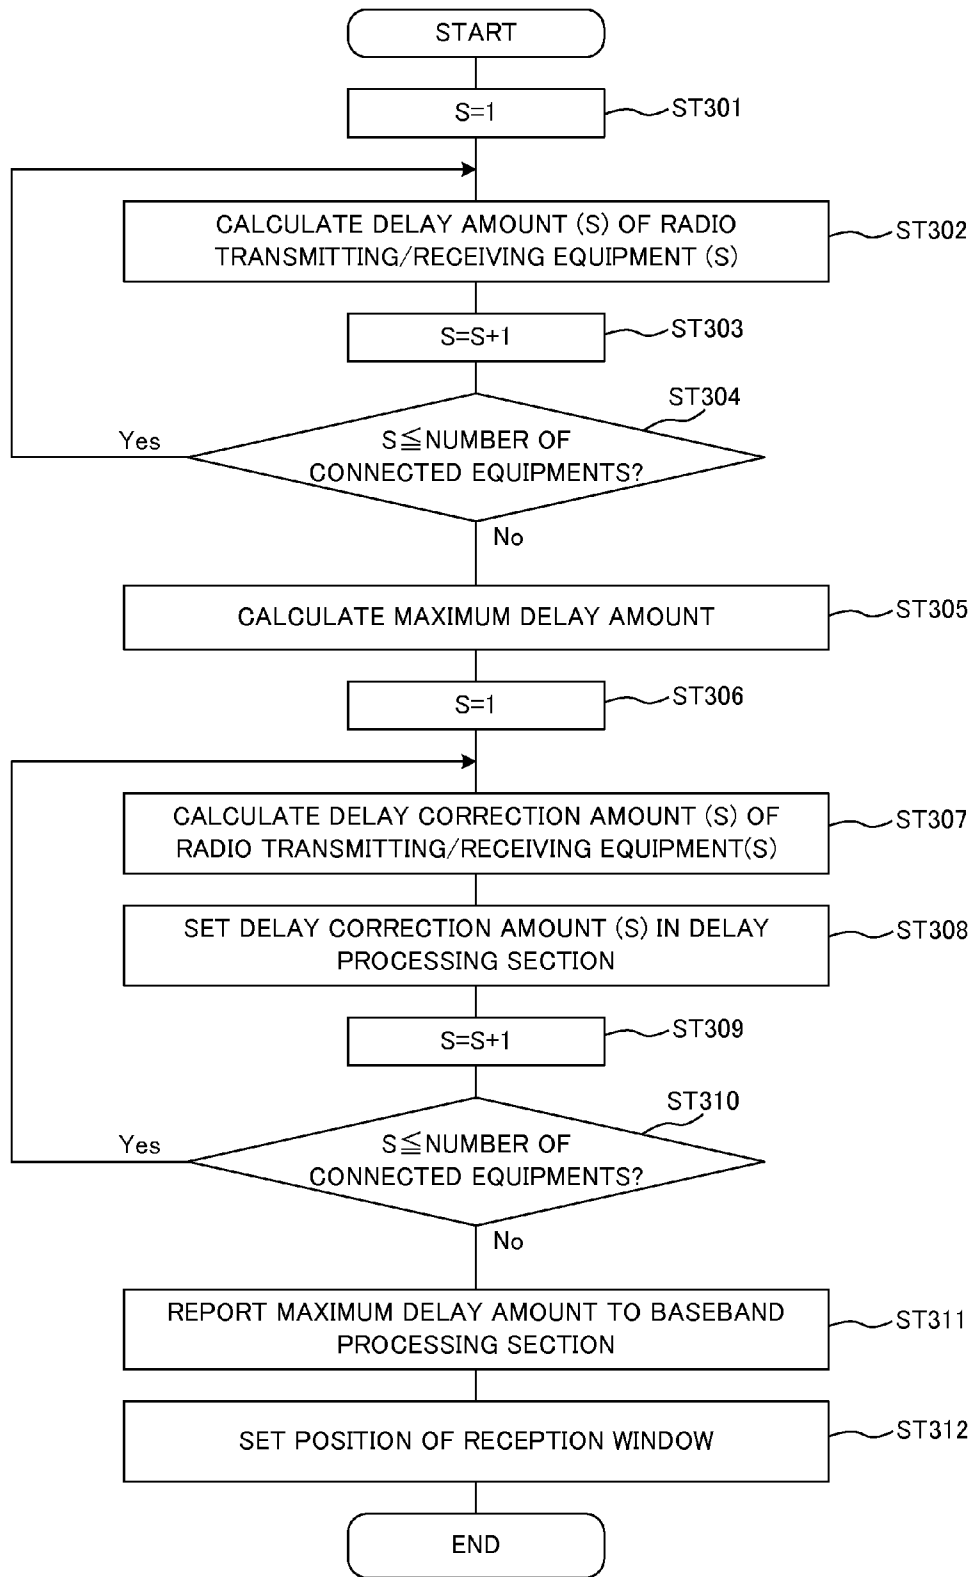 START
S=1
ST301
CALCULATE DELAY AMOUNT (S) OF RADIO
TRANSMITTING/RECEIVING EQUIPMENT (S)
ST302
S=S+1
ST303
ST304
Yes
S≦NUMBER OF
CONNECTED EQUIPMENTS?
No
CALCULATE MAXIMUM DELAY AMOUNT
ST305
S=1
ST306
CALCULATE DELAY CORRECTION AMOUNT (S) OF
RADIO TRANSMITTING/RECEIVING EQUIPMENT(S)
ST307
SET DELAY CORRECTION AMOUNT (S) IN DELAY
PROCESSING SECTION
ST308
S=S+1
ST309
ST310
Yes
S≦NUMBER OF
CONNECTED EQUIPMENTS?
No
REPORT MAXIMUM DELAY AMOUNT TO BASEBAND
PROCESSING SECTION
ST311
SET POSITION OF RECEPTION WINDOW
ST312
END